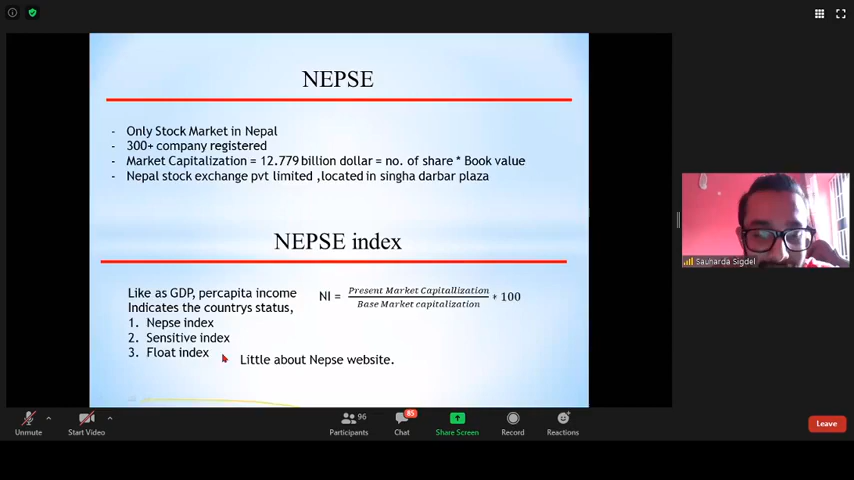 NEPSE
- Only Stock Market in Nepal
- 300+ company registered
- Market Capitalization = 12.779 billion dollar = no. of share * Book value
- Nepal stock exchange pvt limited ,located in singha darbar plaza
NEPSE index
Like as GDP, percapita income
Indicates the countrys status,
1. Nepse index
2. Sensitive index
3. Float index
NI = Present Market Capitallization / Base Market capitalization * 100
Little about Nepse website.
Sauharda Sigdel
Unmute
Start Video
96
Participants
85
Chat
Share Screen
Record
Reactions
Leave